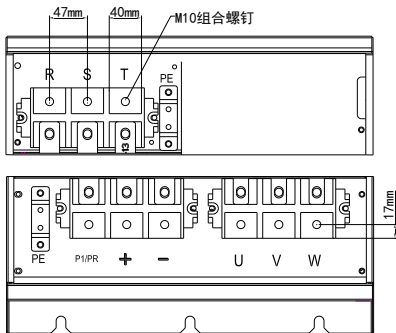 47mm 40mm M10组合螺钉
R S T PE
17mm
PE P1/PR + - U V W